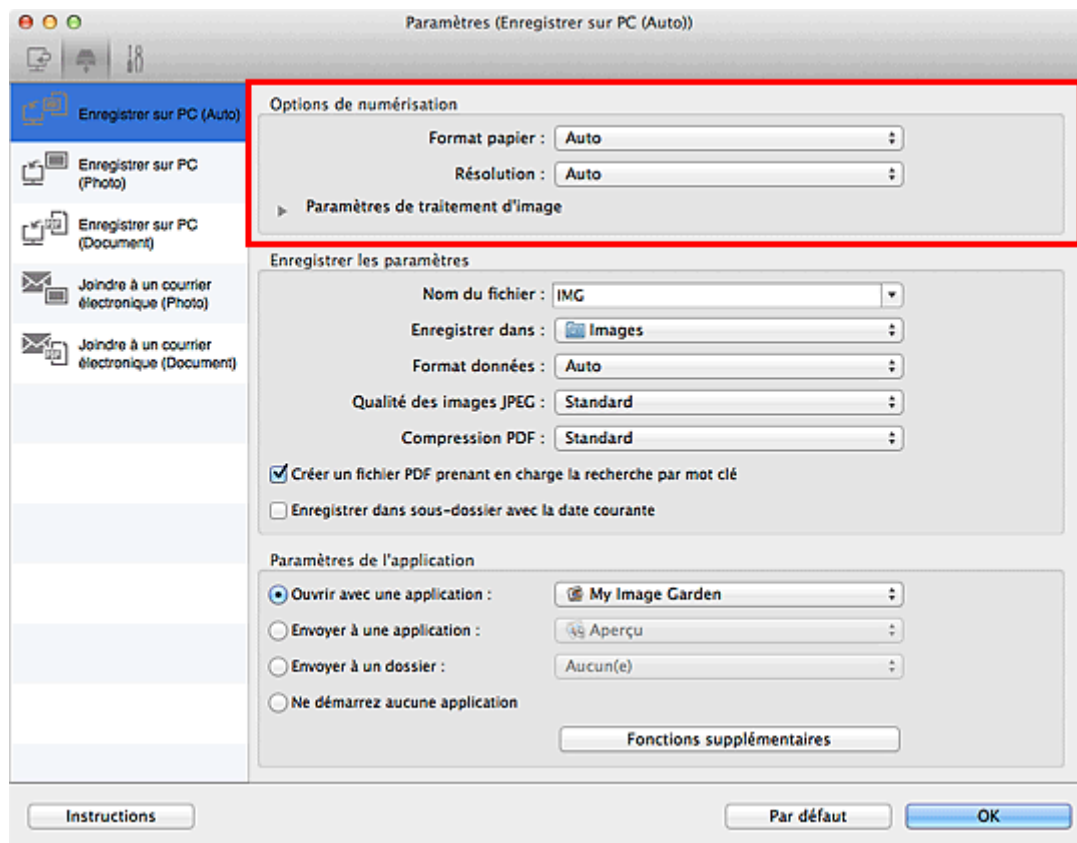 Paramètres (Enregistrer sur PC (Auto))
Enregistrer sur PC (Auto)
Enregistrer sur PC
(Photo)
Enregistrer sur PC
(Document)
Joindre à un courrier
électronique (Photo)
Joindre à un courrier
électronique (Document)
Options de numérisation
Format papier : Auto
Résolution : Auto
Paramètres de traitement d'image
Enregistrer les paramètres
Nom du fichier : IMG
Enregistrer dans : Images
Format données : Auto
Qualité des images JPEG : Standard
Compression PDF : Standard
Créer un fichier PDF prenant en charge la recherche par mot clé
Enregistrer dans sous-dossier avec la date courante
Paramètres de l'application
Ouvrir avec une application : My Image Garden
Envoyer à une application : Aperçu
Envoyer à un dossier : Aucun(e)
Ne démarrez aucune application
Fonctions supplémentaires
Instructions Par défaut OK